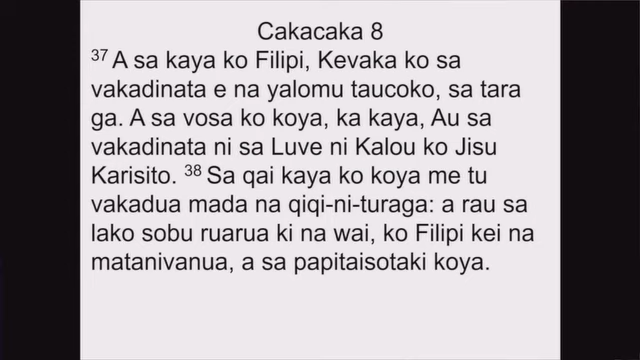 Cakacaka 8
37 A sa kaya ko Filipi, Kevaka ko sa
vakadinata e na yalomu taucoko, sa tara
ga. A sa vosa ko koya, ka kaya, Au sa
vakadinata ni sa Luve ni Kalou ko Jisu
Karisito. 38 Sa qai kaya ko koya me tu
vakadua mada na qiqi-ni-turaga: a rau sa
lako sobu ruarua ki na wai, ko Filipi kei na
matanivanua, a sa papitaisotaki koya.